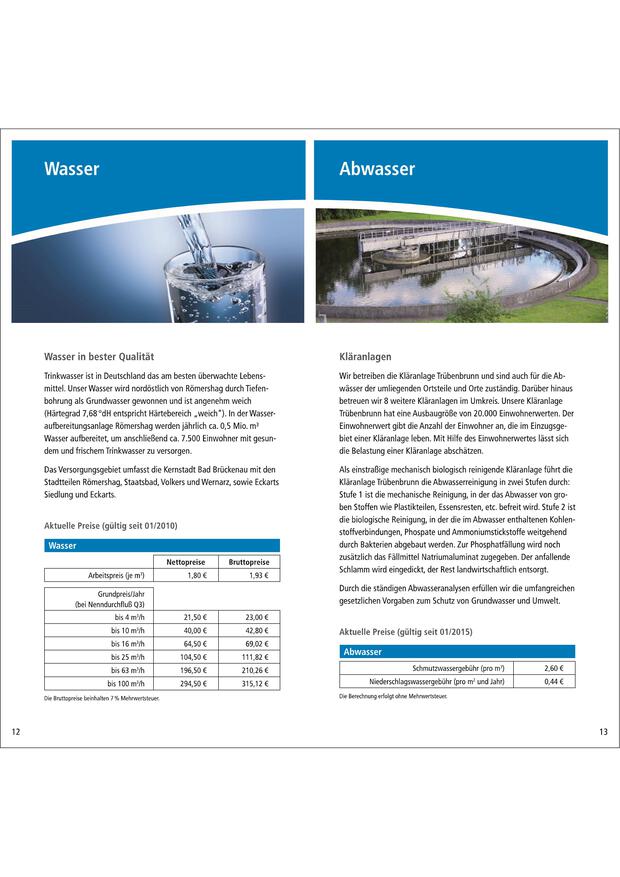 Wasser
Wasser in bester Qualität
Trinkwasser ist in Deutschland das am besten überwachte Lebens-
mittel. Unser Wasser wird nordöstlich von Römershag durch Tiefen-
bohrung als Grundwasser gewonnen und ist angenehm weich
(Härtegrad 7,68 °dH entspricht Härtebereich „weich“). In der Wasser-
aufbereitungsanlage Römershag werden jährlich ca. 0,5 Mio. m³
Wasser aufbereitet, um anschließend ca. 7.500 Einwohner mit gesun-
dem und frischem Trinkwasser zu versorgen.
Das Versorgungsgebiet umfasst die Kernstadt Bad Brückenau mit den
Stadtteilen Römershag, Staatsbad, Volkers und Wernarz, sowie Eckarts
Siedlung und Eckarts.
Aktuelle Preise (gültig seit 01/2010)
Wasser
Nettopreise Bruttopreise
Arbeitspreis (je m³) 1,80 € 1,93 €
Grundpreis/Jahr
(bei Nenndurchfluß Q3)
bis 4 m³/h 21,50 € 23,00 €
bis 10 m³/h 40,00 € 42,80 €
bis 16 m³/h 64,50 € 69,02 €
bis 25 m³/h 104,50 € 111,82 €
bis 63 m³/h 196,50 € 210,26 €
bis 100 m³/h 294,50 € 315,12 €
Die Bruttopreise beinhalten 7 % Mehrwertsteuer.
12
Abwasser
Kläranlagen
Wir betreiben die Kläranlage Trübenbrunn und sind auch für die Ab-
wässer der umliegenden Ortsteile und Orte zuständig. Darüber hinaus
betreuen wir 8 weitere Kläranlagen im Umkreis. Unsere Kläranlage
Trübenbrunn hat eine Ausbaugröße von 20.000 Einwohnerwerten. Der
Einwohnerwert gibt die Anzahl der Einwohner an, die im Einzugsge-
biet einer Kläranlage leben. Mit Hilfe des Einwohnerwertes lässt sich
die Belastung einer Kläranlage abschätzen.
Als einstraßige mechanisch biologisch reinigende Kläranlage führt die
Kläranlage Trübenbrunn die Abwasserreinigung in zwei Stufen durch:
Stufe 1 ist die mechanische Reinigung, in der das Abwasser von gro-
ben Stoffen wie Plastikteilen, Essensresten, etc. befreit wird. Stufe 2 ist
die biologische Reinigung, in der die im Abwasser enthaltenen Kohlen-
stoffverbindungen, Phospate und Ammoniumstickstoffe weitgehend
durch Bakterien abgebaut werden. Zur Phosphatfällung wird noch
zusätzlich das Fällmittel Natriumaluminat zugegeben. Der anfallende
Schlamm wird eingedickt, der Rest landwirtschaftlich entsorgt.
Durch die ständigen Abwasseranalysen erfüllen wir die umfangreichen
gesetzlichen Vorgaben zum Schutz von Grundwasser und Umwelt.
Aktuelle Preise (gültig seit 01/2015)
Abwasser
Schmutzwassergebühr (pro m³) 2,60 €
Niederschlagswassergebühr (pro m² und Jahr) 0,44 €
Die Berechnung erfolgt ohne Mehrwertsteuer.
13